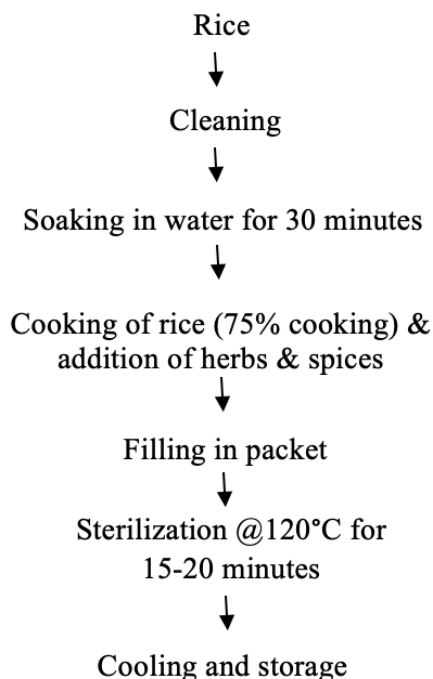 Rice
Cleaning
Soaking in water for 30 minutes
Cooking of rice (75% cooking) &
addition of herbs & spices
Filling in packet
Sterilization @120°C for
15-20 minutes
Cooling and storage